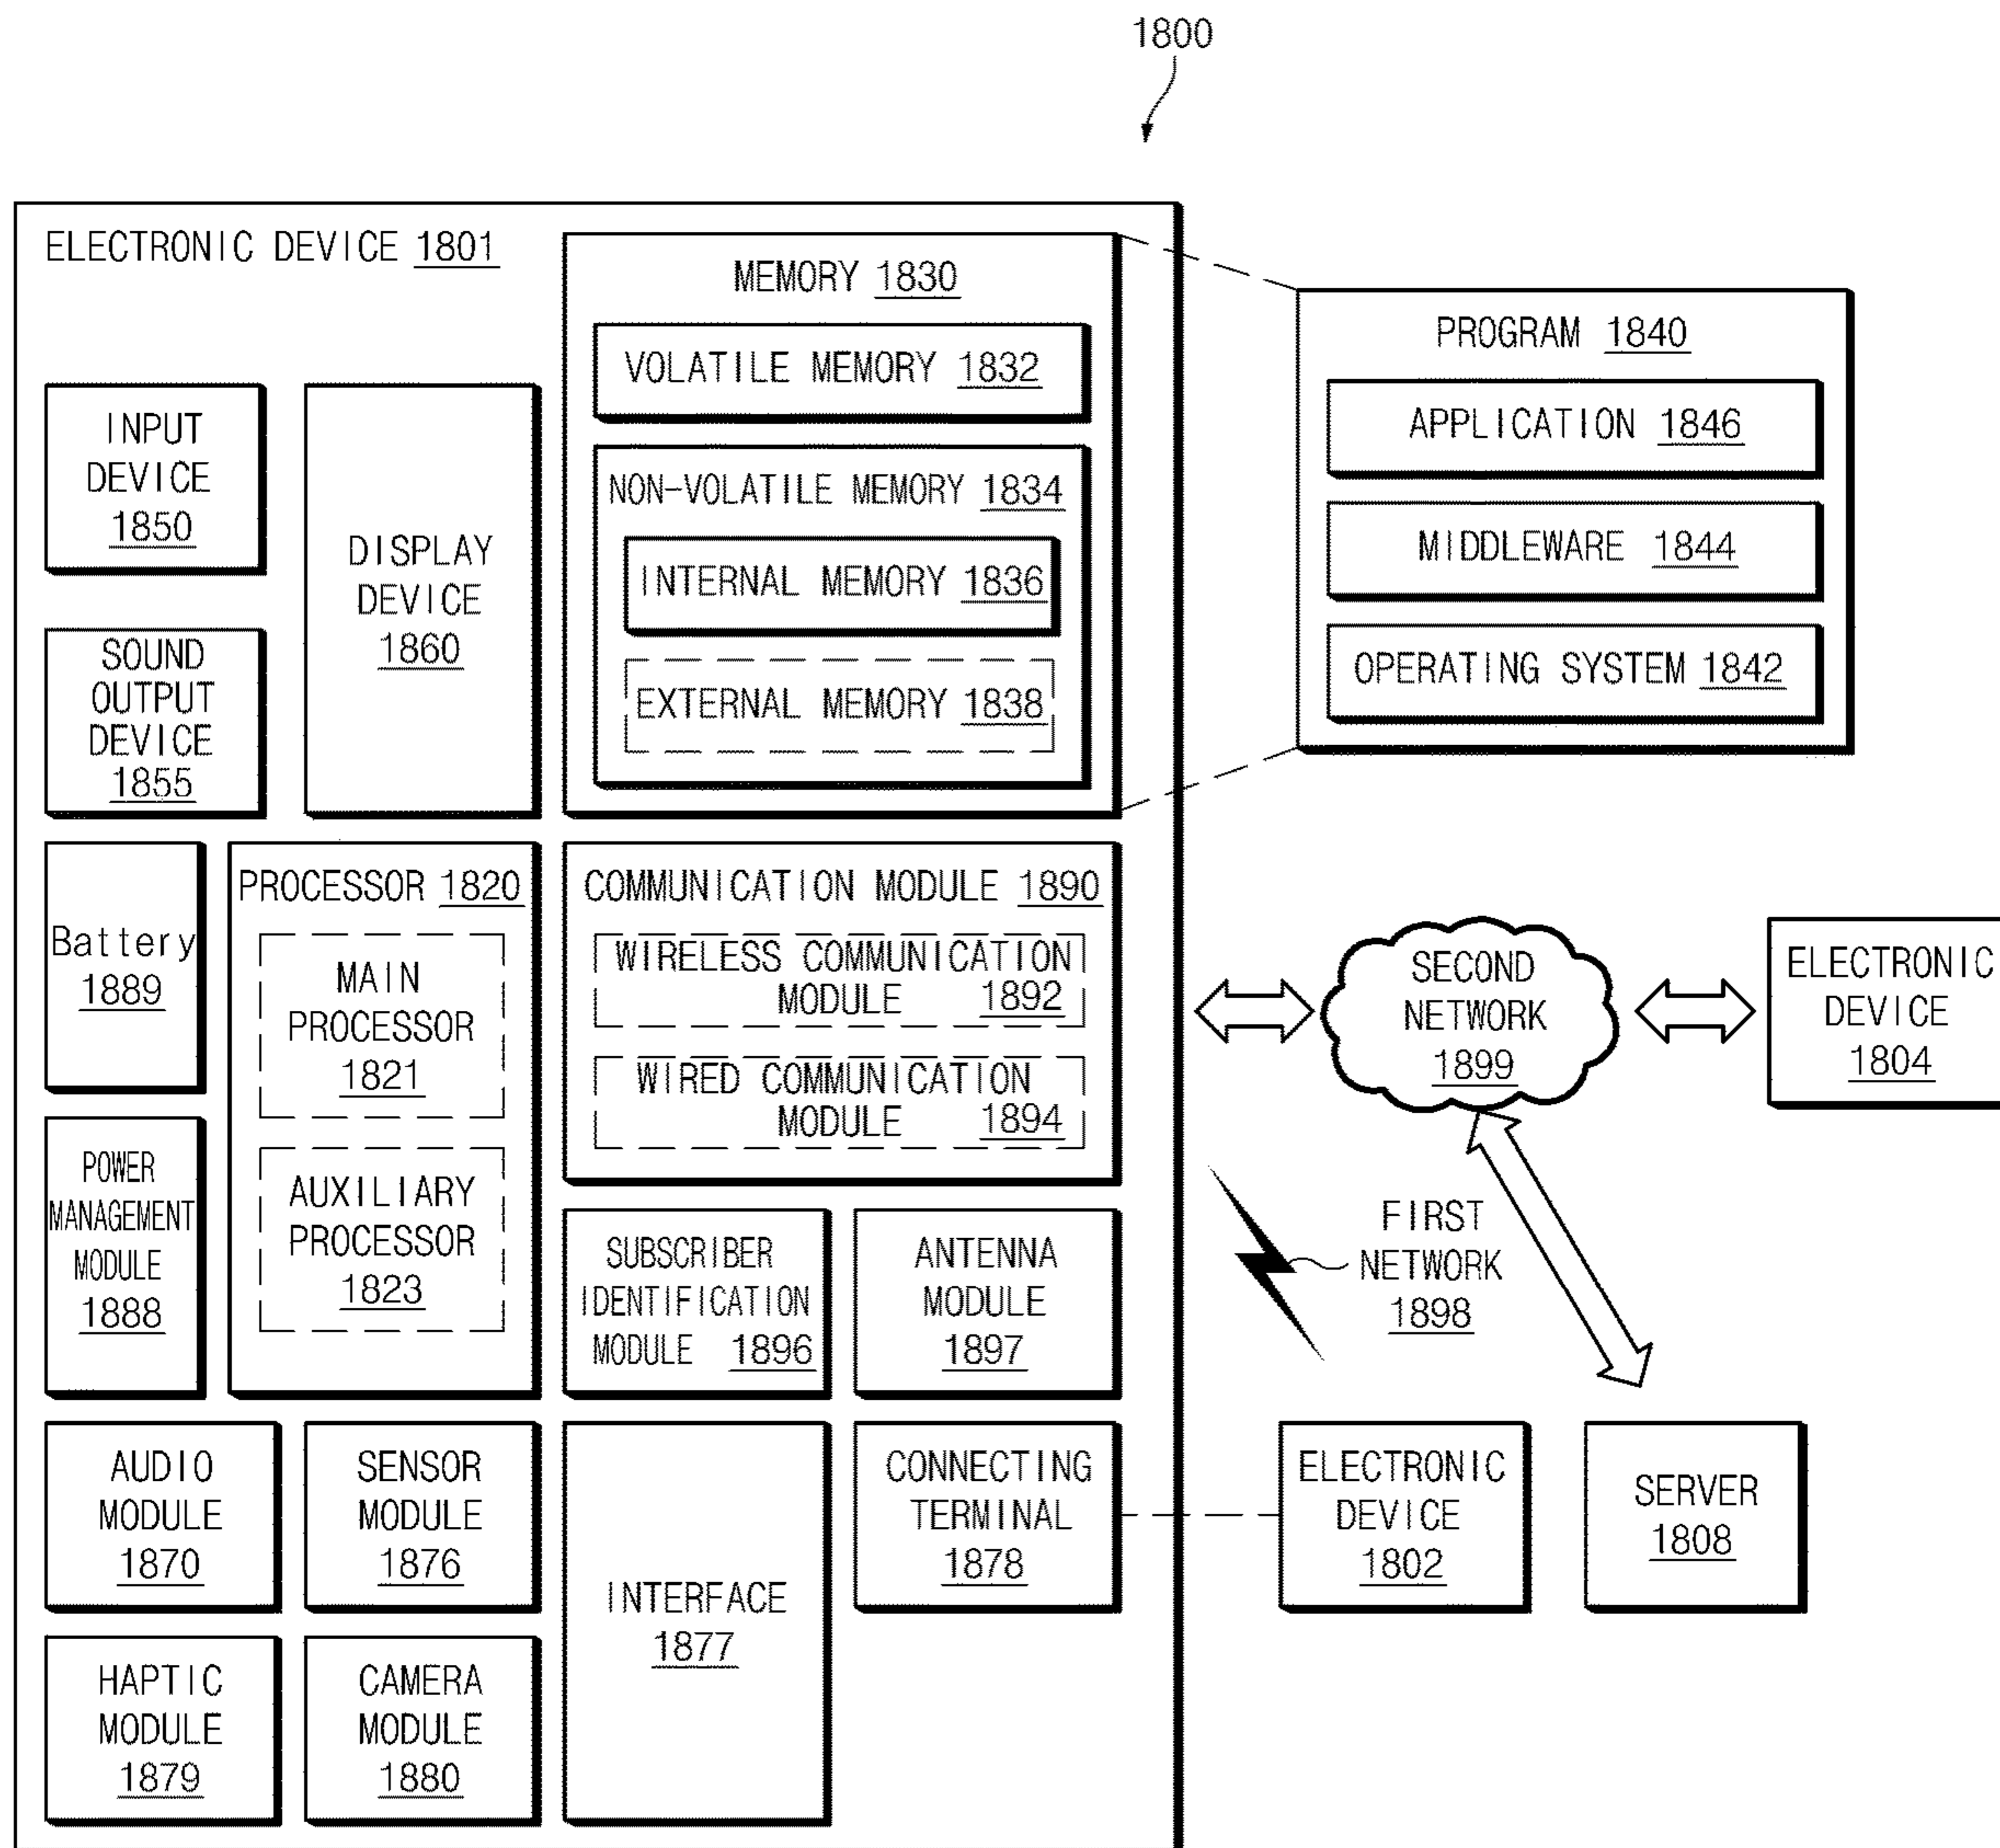 1800
ELECTRONIC DEVICE 1801
MEMORY 1830
VOLATILE MEMORY 1832
NON-VOLATILE MEMORY 1834
INTERNAL MEMORY 1836
EXTERNAL MEMORY 1838
PROGRAM 1840
APPLICATION 1846
MIDDLEWARE 1844
OPERATING SYSTEM 1842
INPUT
DEVICE
1850
DISPLAY
DEVICE
1860
SOUND
OUTPUT
DEVICE
1855
Battery
1889
PROCESSOR 1820
MAIN
PROCESSOR
1821
AUXILIARY
PROCESSOR
1823
POWER
MANAGEMENT
MODULE
1888
COMMUNICATION MODULE 1890
WIRELESS COMMUNICATION
MODULE 1892
WIRED COMMUNICATION
MODULE 1894
SECOND
NETWORK
1899
ELECTRONIC
DEVICE
1804
SUBSCRIBER
IDENTIFICATION
MODULE 1896
ANTENNA
MODULE
1897
FIRST
NETWORK
1898
AUDIO
MODULE
1870
SENSOR
MODULE
1876
INTERFACE
1877
CONNECTING
TERMINAL
1878
ELECTRONIC
DEVICE
1802
SERVER
1808
HAPTIC
MODULE
1879
CAMERA
MODULE
1880